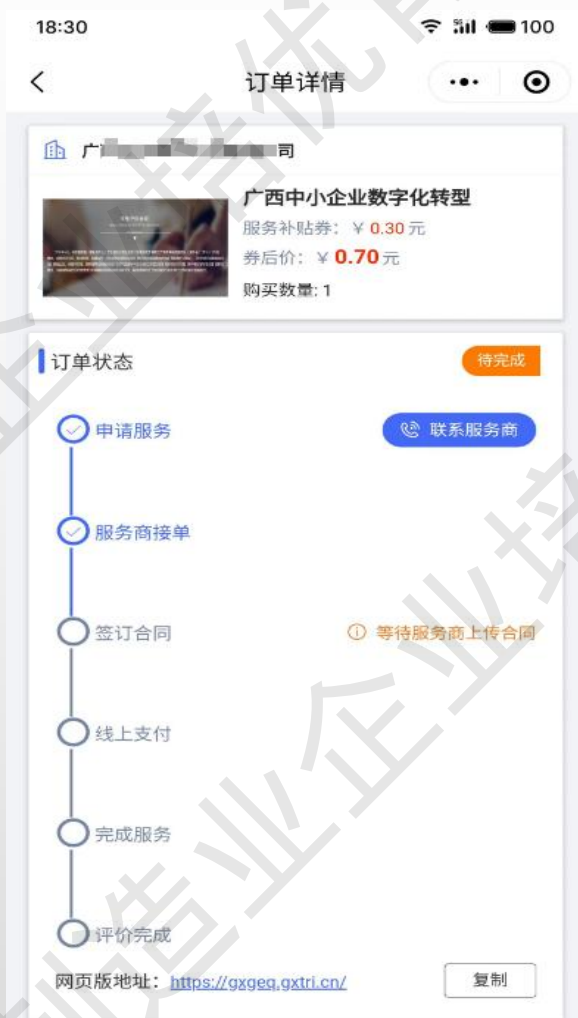 18:30
5G
100
订单详情
广
司
广西中小企业数字化转型
服务补贴券：￥0.30元
券后价：￥0.70元
购买数量: 1
订单状态
待完成
申请服务
联系服务商
服务商接单
签订合同
等待服务商上传合同
线上支付
完成服务
评价完成
网页版地址：https://gxgeq.gxtri.cn/
复制